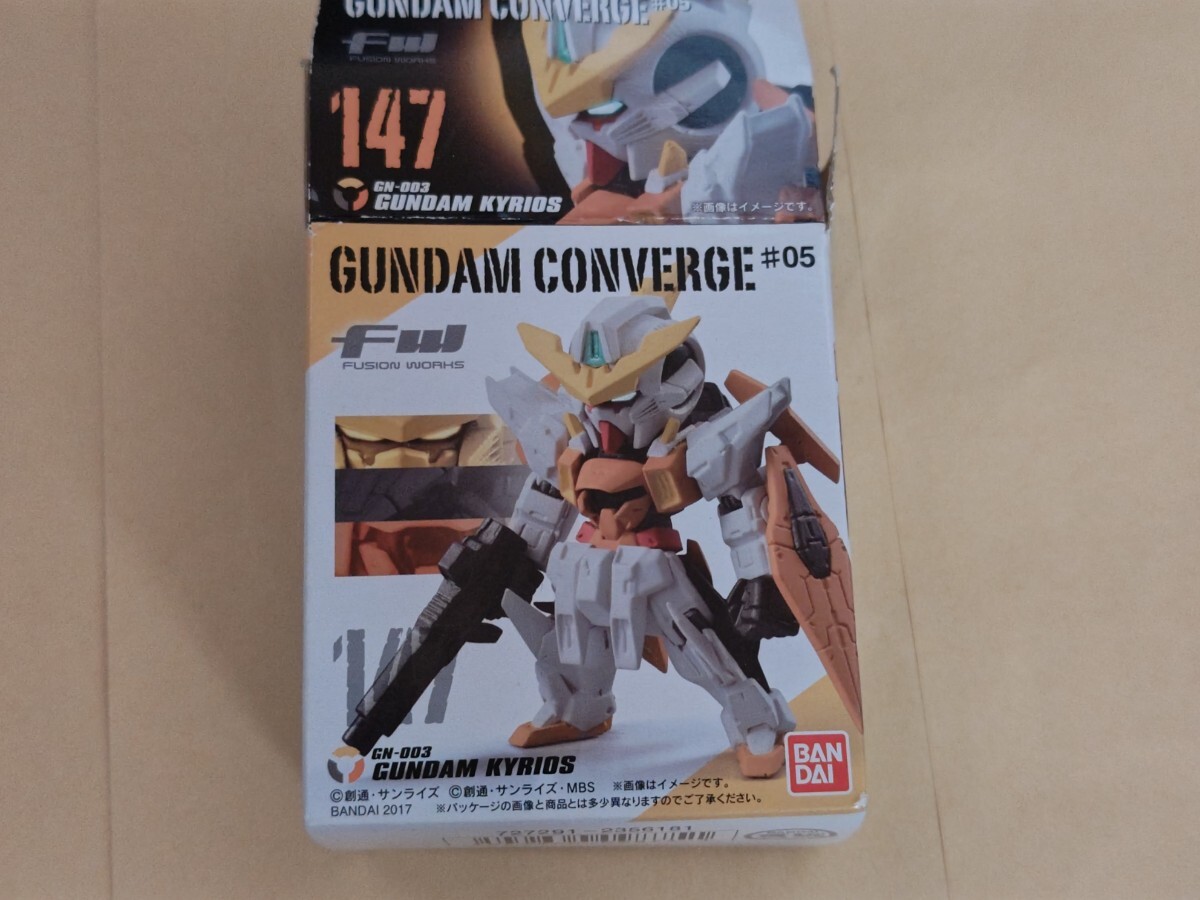 GUNDAM CONVERGE #05
FW
FUSION WORKS
147
GN-003
GUNDAM KYRIOS
※画像はイメージです。
GUNDAM CONVERGE #05
FW
FUSION WORKS
147
GN-003
GUNDAM KYRIOS
BAN
DAI
©創通・サンライズ ©創通・サンライズ・MBS ※画像はイメージです。
BANDAI 2017 ※パッケージの画像と商品とは多少異なりますのでご了承ください。
727291-2356181